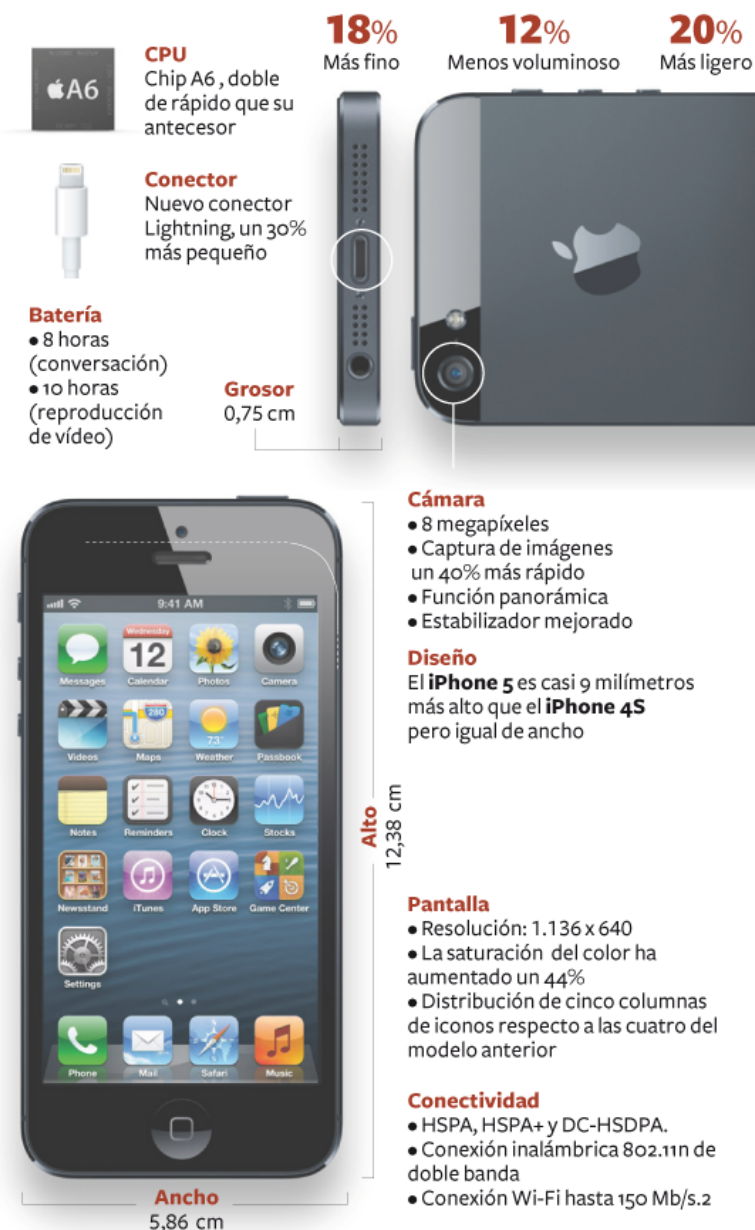 18%
Más fino
12%
Menos voluminoso
20%
Más ligero
A6
CPU
Chip A6 , doble
de rápido que su
antecesor
Conector
Nuevo conector
Lightning, un 30%
más pequeño
Batería
• 8 horas
(conversación)
• 10 horas
(reproducción
de vídeo)
Grosor
0,75 cm
Cámara
• 8 megapíxeles
• Captura de imágenes
un 40% más rápido
• Función panorámica
• Estabilizador mejorado
Diseño
El iPhone 5 es casi 9 milímetros
más alto que el iPhone 4S
pero igual de ancho
9:41 AM
Wednesday
12
Messages
Calendar
Photos
Camera
280
73°
Videos
Maps
Weather
Passbook
Notes
Reminders
Clock
Stocks
Newsstand
iTunes
App Store
Game Center
Settings
Phone
Mail
Safari
Music
Alto
12,38 cm
Ancho
5,86 cm
Pantalla
• Resolución: 1.136 x 640
• La saturación del color ha
aumentado un 44%
• Distribución de cinco columnas
de iconos respecto a las cuatro del
modelo anterior
Conectividad
• HSPA, HSPA+ y DC-HSDPA.
• Conexión inalámbrica 802.11n de
doble banda
• Conexión Wi-Fi hasta 150 Mb/s.2